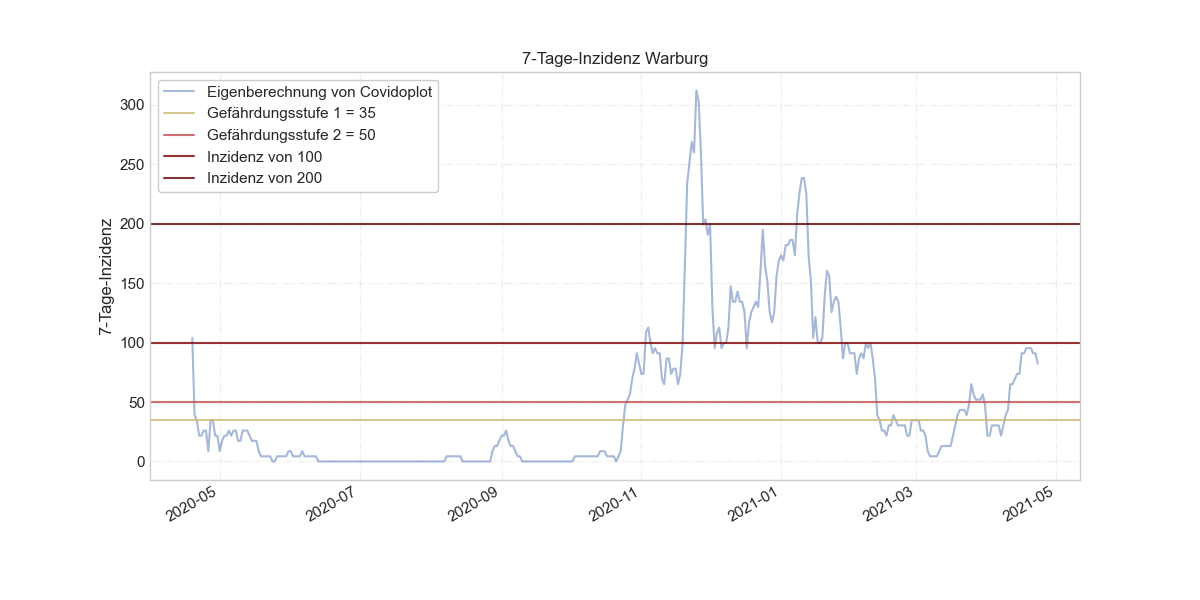 7-Tage-Inzidenz Warburg
Eigenberechnung von Covidoplot
Gefährdungsstufe 1 = 35
Gefährdungsstufe 2 = 50
Inzidenz von 100
Inzidenz von 200
7-Tage-Inzidenz
300
250
200
150
100
50
0
2020-05
2020-07
2020-09
2020-11
2021-01
2021-03
2021-05